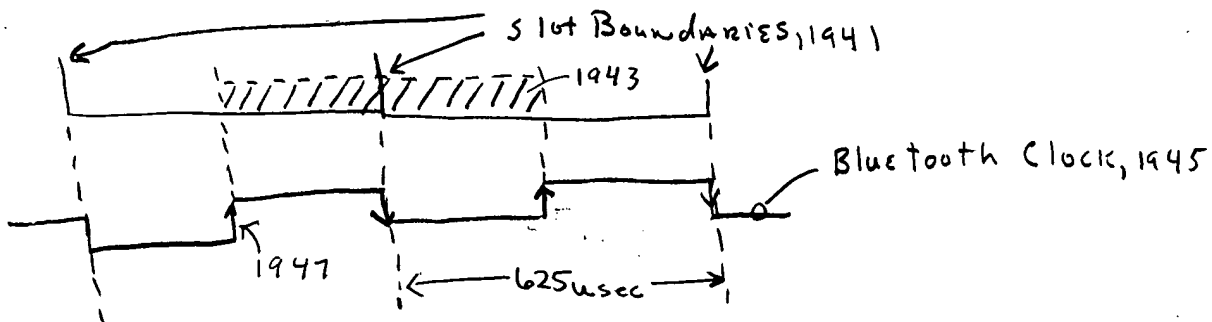 Slot Boundaries, 1941
1943
Bluetooth Clock, 1945
1947
625usec